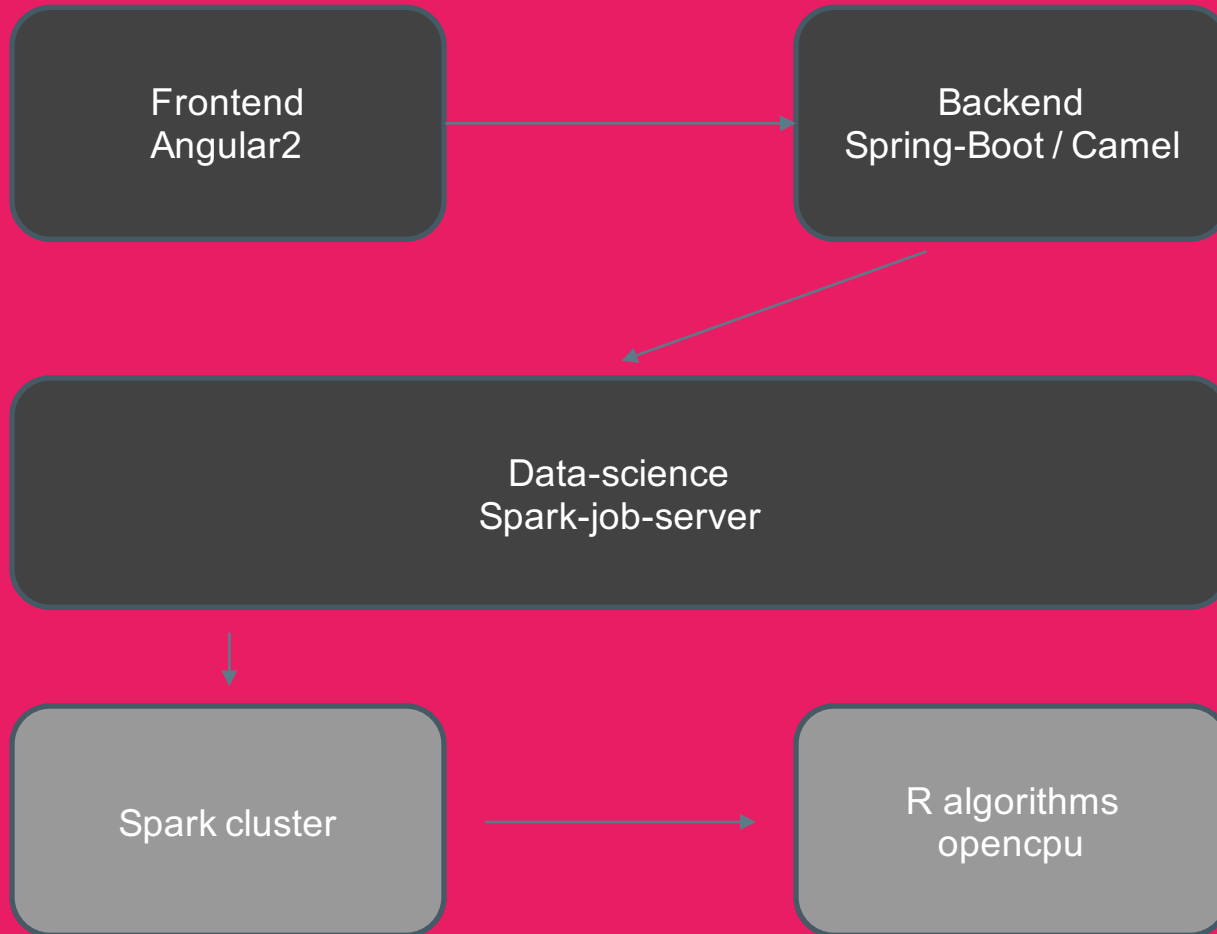 Frontend
Angular2
Backend
Spring-Boot / Camel
Data-science
Spark-job-server
Spark cluster
R algorithms
opencpu